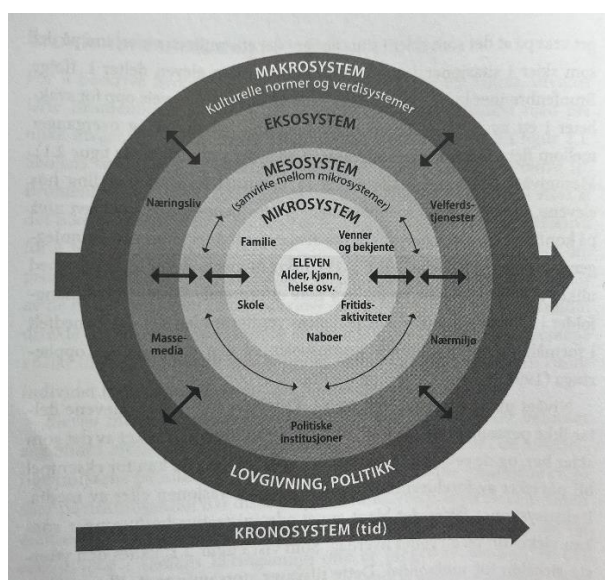 MAKROSYSTEM
Kulturelle normer og verdisystemer
EKSOSYSTEM
MESOSYSTEM
(samvirke mellom mikrosystemer)
MIKROSYSTEM
Næringsliv
Velferds-
tjenester
Familie
Venner
og bekjente
ELEVEN
Alder, kjønn,
helse osv.
Skole
Fritids-
aktiviteter
Naboer
Masse-
media
Nærmiljø
Politiske
institusjoner
LOVGIVNING, POLITIKK
KRONOSYSTEM (tid)